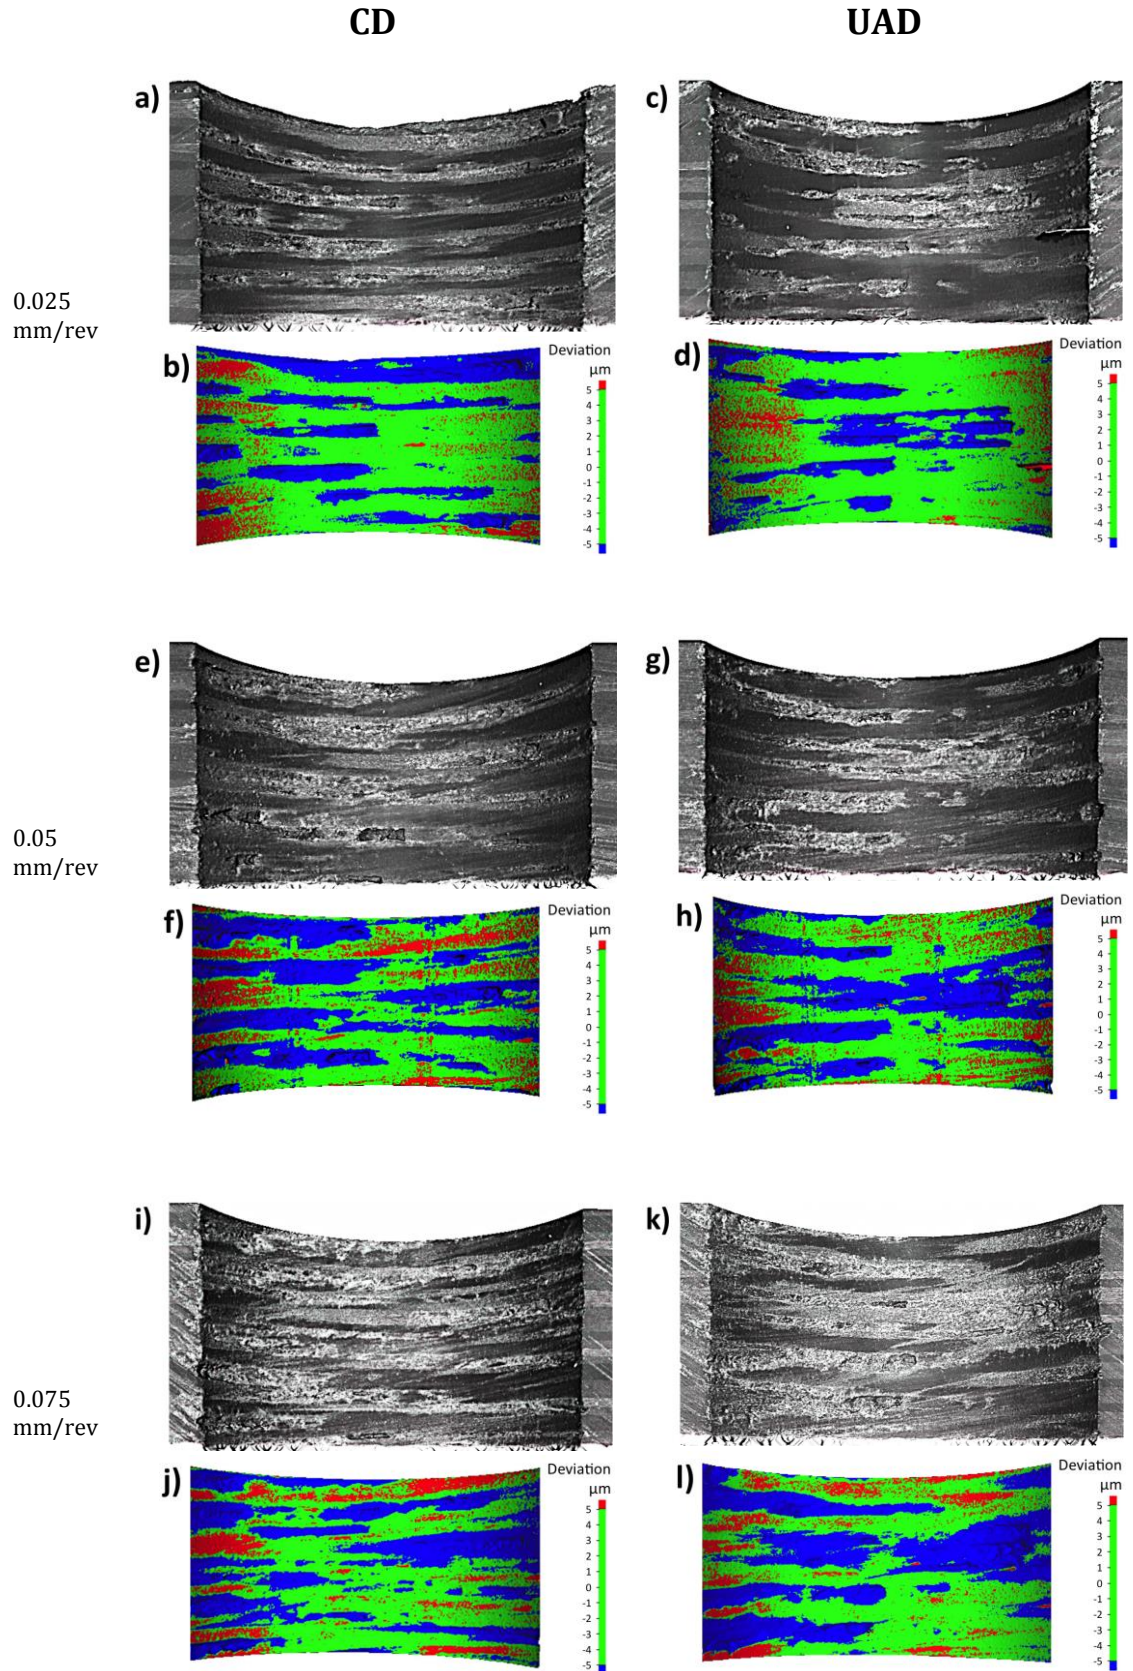 CD UAD
a) c)
0.025
mm/rev
b) Deviation d) Deviation
µm µm
5 5
4 4
3 3
2 2
1 1
0 0
-1 -1
-2 -2
-3 -3
-4 -4
-5 -5
e) g)
0.05
mm/rev
f) Deviation h) Deviation
µm µm
5 5
4 4
3 3
2 2
1 1
0 0
-1 -1
-2 -2
-3 -3
-4 -4
-5 -5
i) k)
0.075
mm/rev
j) Deviation l) Deviation
µm µm
5 5
4 4
3 3
2 2
1 1
0 0
-1 -1
-2 -2
-3 -3
-4 -4
-5 -5